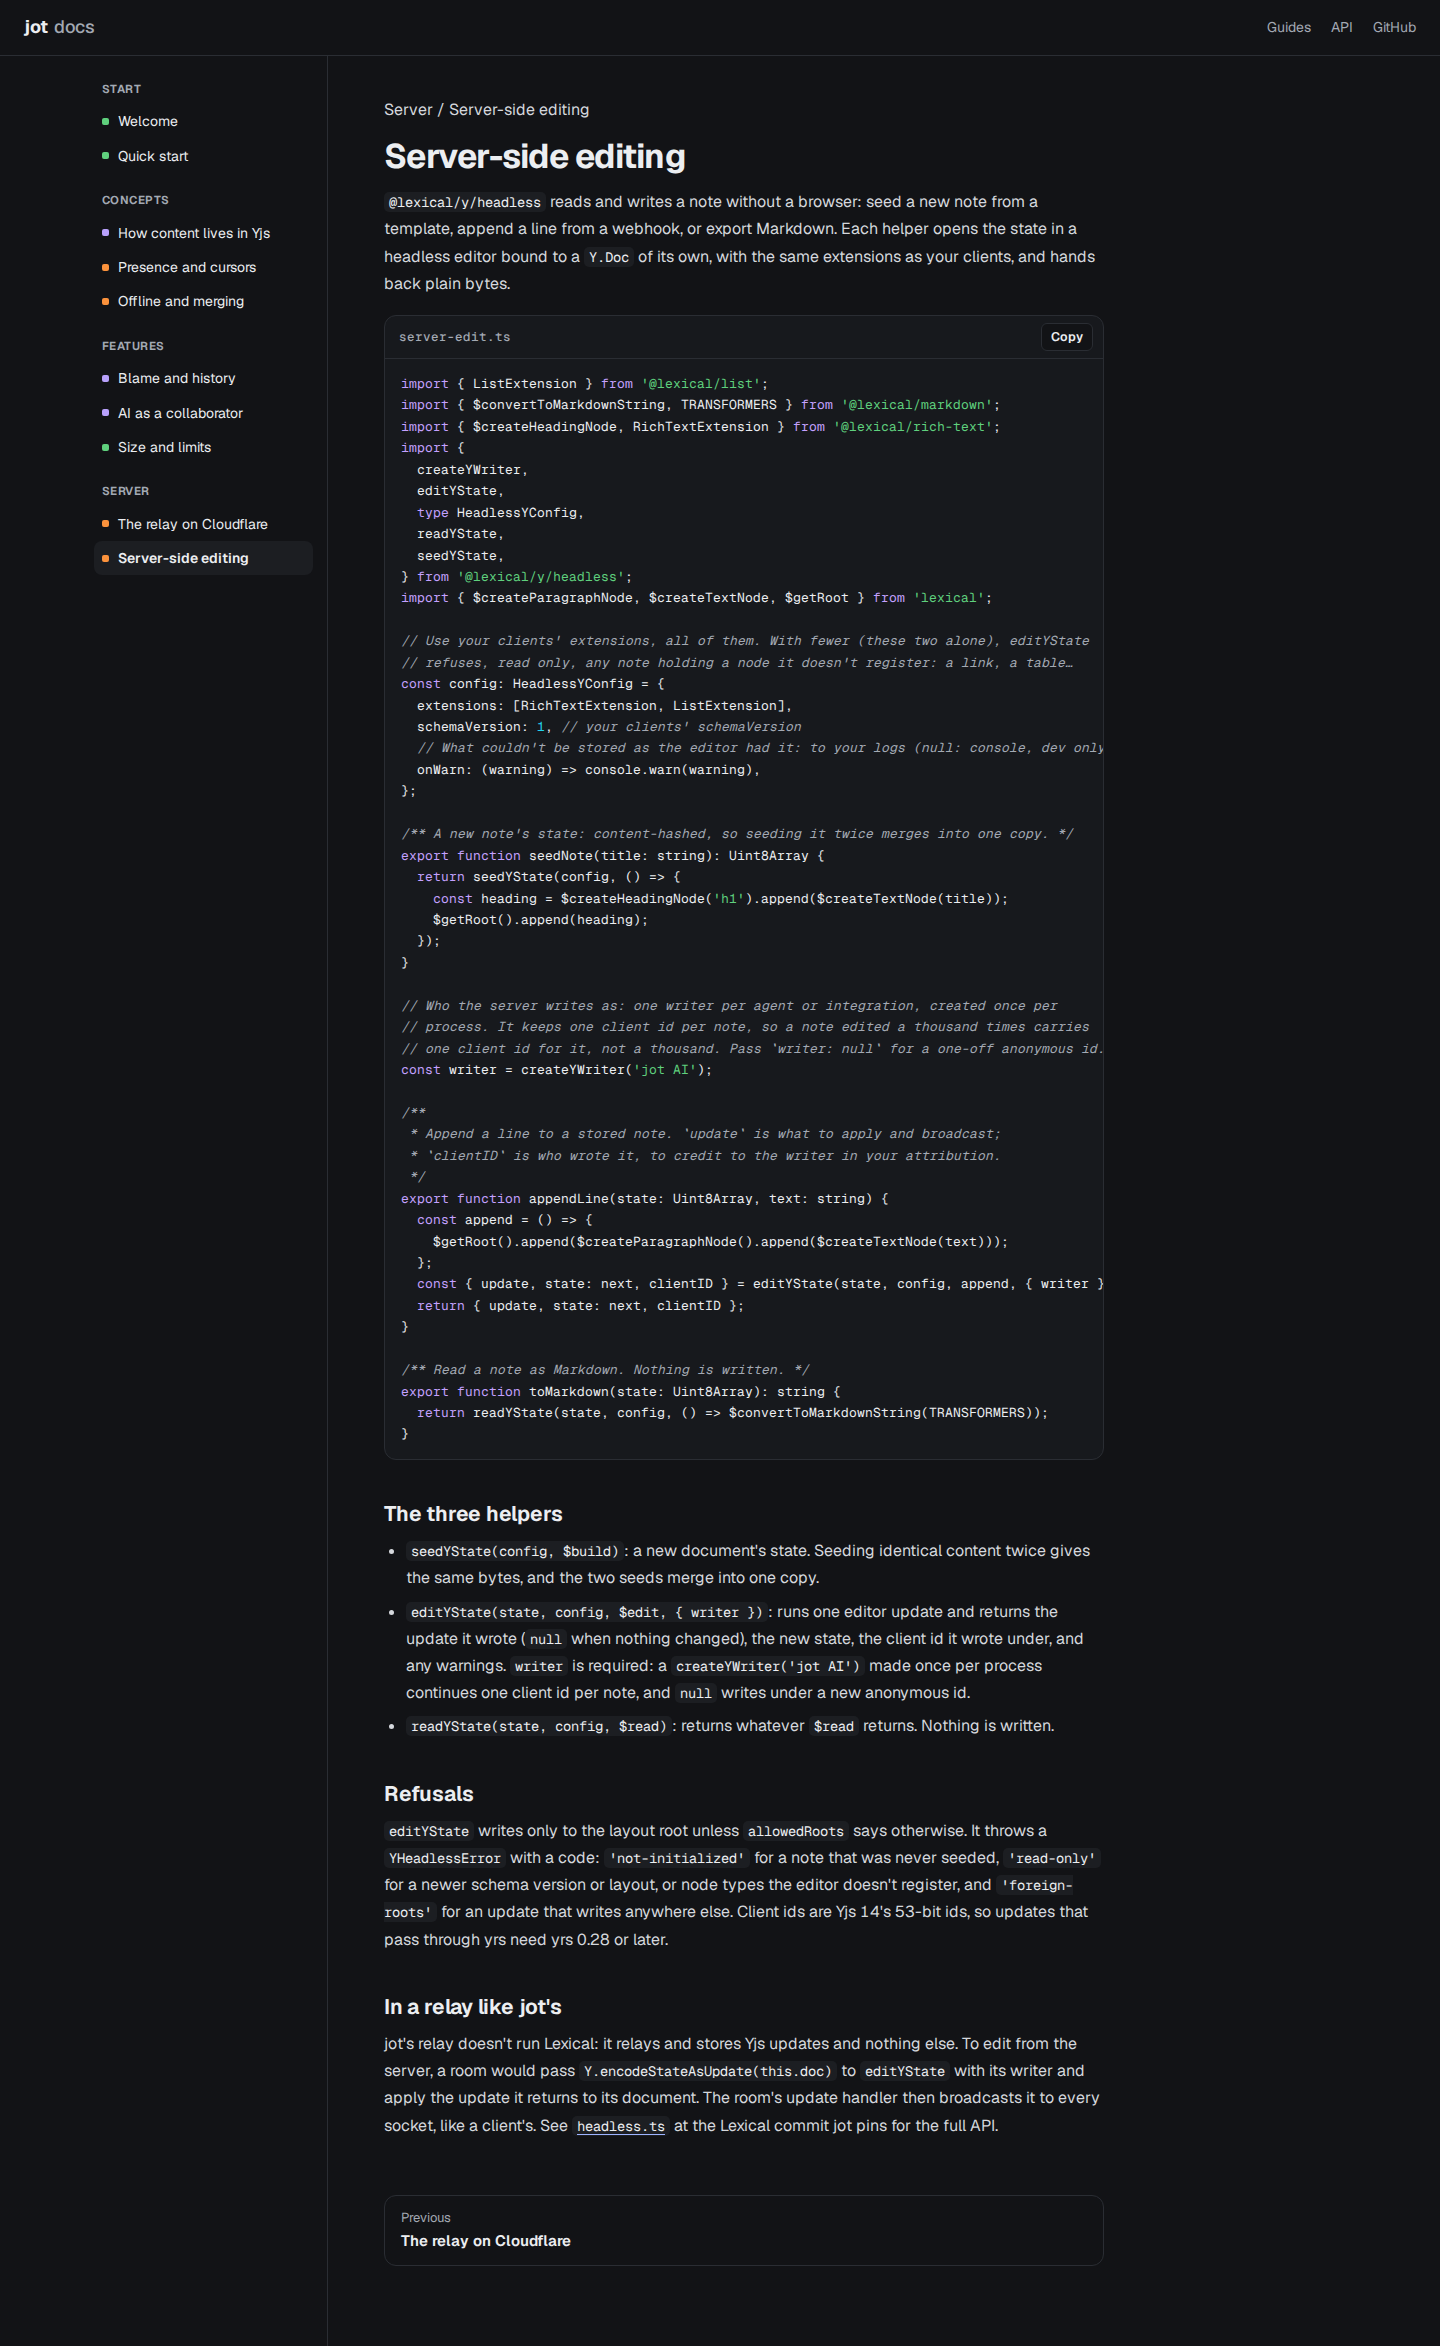 jot docs
Guides API GitHub
START
Welcome
Quick start
CONCEPTS
How content lives in Yjs
Presence and cursors
Offline and merging
FEATURES
Blame and history
AI as a collaborator
Size and limits
SERVER
The relay on Cloudflare
Server-side editing
Server / Server-side editing
Server-side editing
@lexical/y/headless reads and writes a note without a browser: seed a new note from a
template, append a line from a webhook, or export Markdown. Each helper opens the state in a
headless editor bound to a Y.Doc of its own, with the same extensions as your clients, and hands
back plain bytes.
server-edit.ts
Copy
import { ListExtension } from '@lexical/list';
import { $convertToMarkdownString, TRANSFORMERS } from '@lexical/markdown';
import { $createHeadingNode, RichTextExtension } from '@lexical/rich-text';
import {
  createYWriter,
  editYState,
  type HeadlessYConfig,
  readYState,
  seedYState,
} from '@lexical/y/headless';
import { $createParagraphNode, $createTextNode, $getRoot } from 'lexical';
// Use your clients' extensions, all of them. With fewer (these two alone), editYState
// refuses, read only, any note holding a node it doesn't register: a link, a table…
const config: HeadlessYConfig = {
  extensions: [RichTextExtension, ListExtension],
  schemaVersion: 1, // your clients' schemaVersion
  // What couldn't be stored as the editor had it: to your logs (null: console, dev only
  onWarn: (warning) => console.warn(warning),
};
/** A new note's state: content-hashed, so seeding it twice merges into one copy. */
export function seedNote(title: string): Uint8Array {
  return seedYState(config, () => {
    const heading = $createHeadingNode('h1').append($createTextNode(title));
    $getRoot().append(heading);
  });
}
// Who the server writes as: one writer per agent or integration, created once per
// process. It keeps one client id per note, so a note edited a thousand times carries
// one client id for it, not a thousand. Pass `writer: null` for a one-off anonymous id.
const writer = createYWriter('jot AI');
/**
 * Append a line to a stored note. `update` is what to apply and broadcast;
 * `clientID` is who wrote it, to credit to the writer in your attribution.
 */
export function appendLine(state: Uint8Array, text: string) {
  const append = () => {
    $getRoot().append($createParagraphNode().append($createTextNode(text)));
  };
  const { update, state: next, clientID } = editYState(state, config, append, { writer }
  return { update, state: next, clientID };
}
/** Read a note as Markdown. Nothing is written. */
export function toMarkdown(state: Uint8Array): string {
  return readYState(state, config, () => $convertToMarkdownString(TRANSFORMERS));
}
The three helpers
• seedYState(config, $build): a new document's state. Seeding identical content twice gives
the same bytes, and the two seeds merge into one copy.
• editYState(state, config, $edit, { writer }): runs one editor update and returns the
update it wrote (null when nothing changed), the new state, the client id it wrote under, and
any warnings. writer is required: a createYWriter('jot AI') made once per process
continues one client id per note, and null writes under a new anonymous id.
• readYState(state, config, $read): returns whatever $read returns. Nothing is written.
Refusals
editYState writes only to the layout root unless allowedRoots says otherwise. It throws a
YHeadlessError with a code: 'not-initialized' for a note that was never seeded, 'read-only'
for a newer schema version or layout, or node types the editor doesn't register, and 'foreign-
roots' for an update that writes anywhere else. Client ids are Yjs 14's 53-bit ids, so updates that
pass through yrs need yrs 0.28 or later.
In a relay like jot's
jot's relay doesn't run Lexical: it relays and stores Yjs updates and nothing else. To edit from the
server, a room would pass Y.encodeStateAsUpdate(this.doc) to editYState with its writer and
apply the update it returns to its document. The room's update handler then broadcasts it to every
socket, like a client's. See headless.ts at the Lexical commit jot pins for the full API.
Previous
The relay on Cloudflare